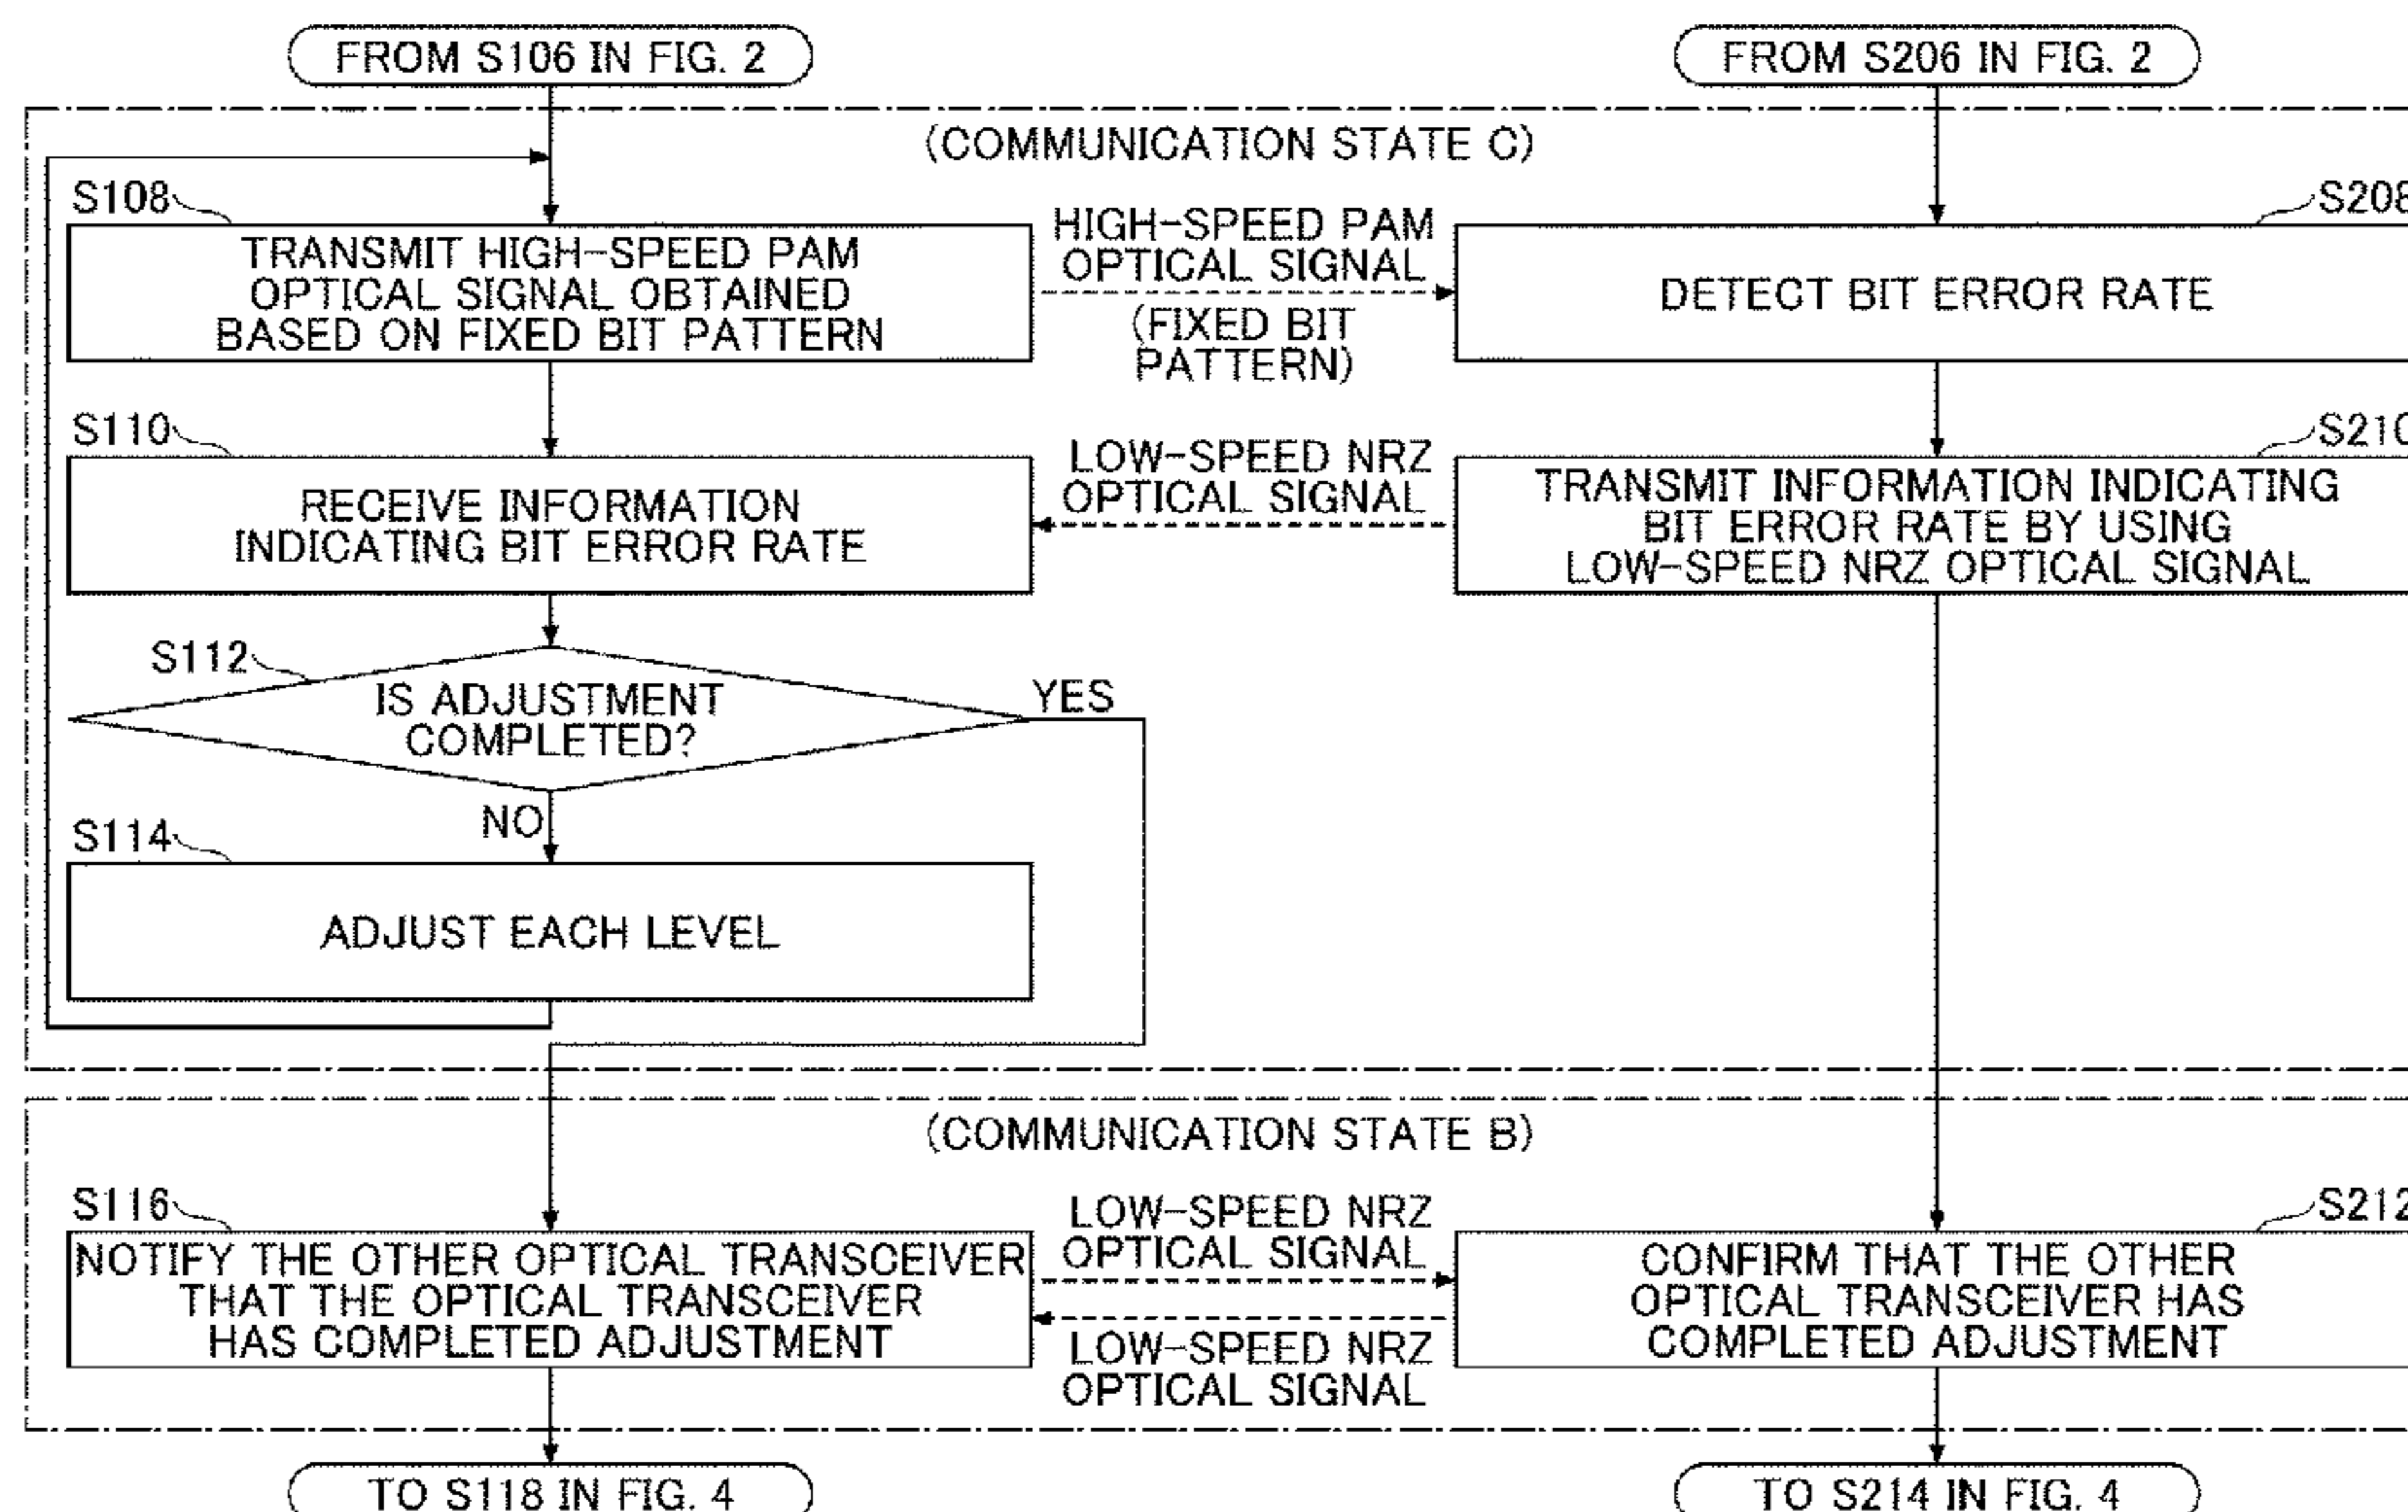 FROM S106 IN FIG. 2
FROM S206 IN FIG. 2
(COMMUNICATION STATE C)
S108
TRANSMIT HIGH-SPEED PAM
OPTICAL SIGNAL OBTAINED
BASED ON FIXED BIT PATTERN
HIGH-SPEED PAM
OPTICAL SIGNAL
(FIXED BIT
PATTERN)
S208
DETECT BIT ERROR RATE
S110
RECEIVE INFORMATION
INDICATING BIT ERROR RATE
LOW-SPEED NRZ
OPTICAL SIGNAL
S210
TRANSMIT INFORMATION INDICATING
BIT ERROR RATE BY USING
LOW-SPEED NRZ OPTICAL SIGNAL
S112
IS ADJUSTMENT
COMPLETED?
YES
NO
S114
ADJUST EACH LEVEL
(COMMUNICATION STATE B)
S116
NOTIFY THE OTHER OPTICAL TRANSCEIVER
THAT THE OPTICAL TRANSCEIVER
HAS COMPLETED ADJUSTMENT
LOW-SPEED NRZ
OPTICAL SIGNAL
LOW-SPEED NRZ
OPTICAL SIGNAL
S212
CONFIRM THAT THE OTHER
OPTICAL TRANSCEIVER HAS
COMPLETED ADJUSTMENT
TO S118 IN FIG. 4
TO S214 IN FIG. 4